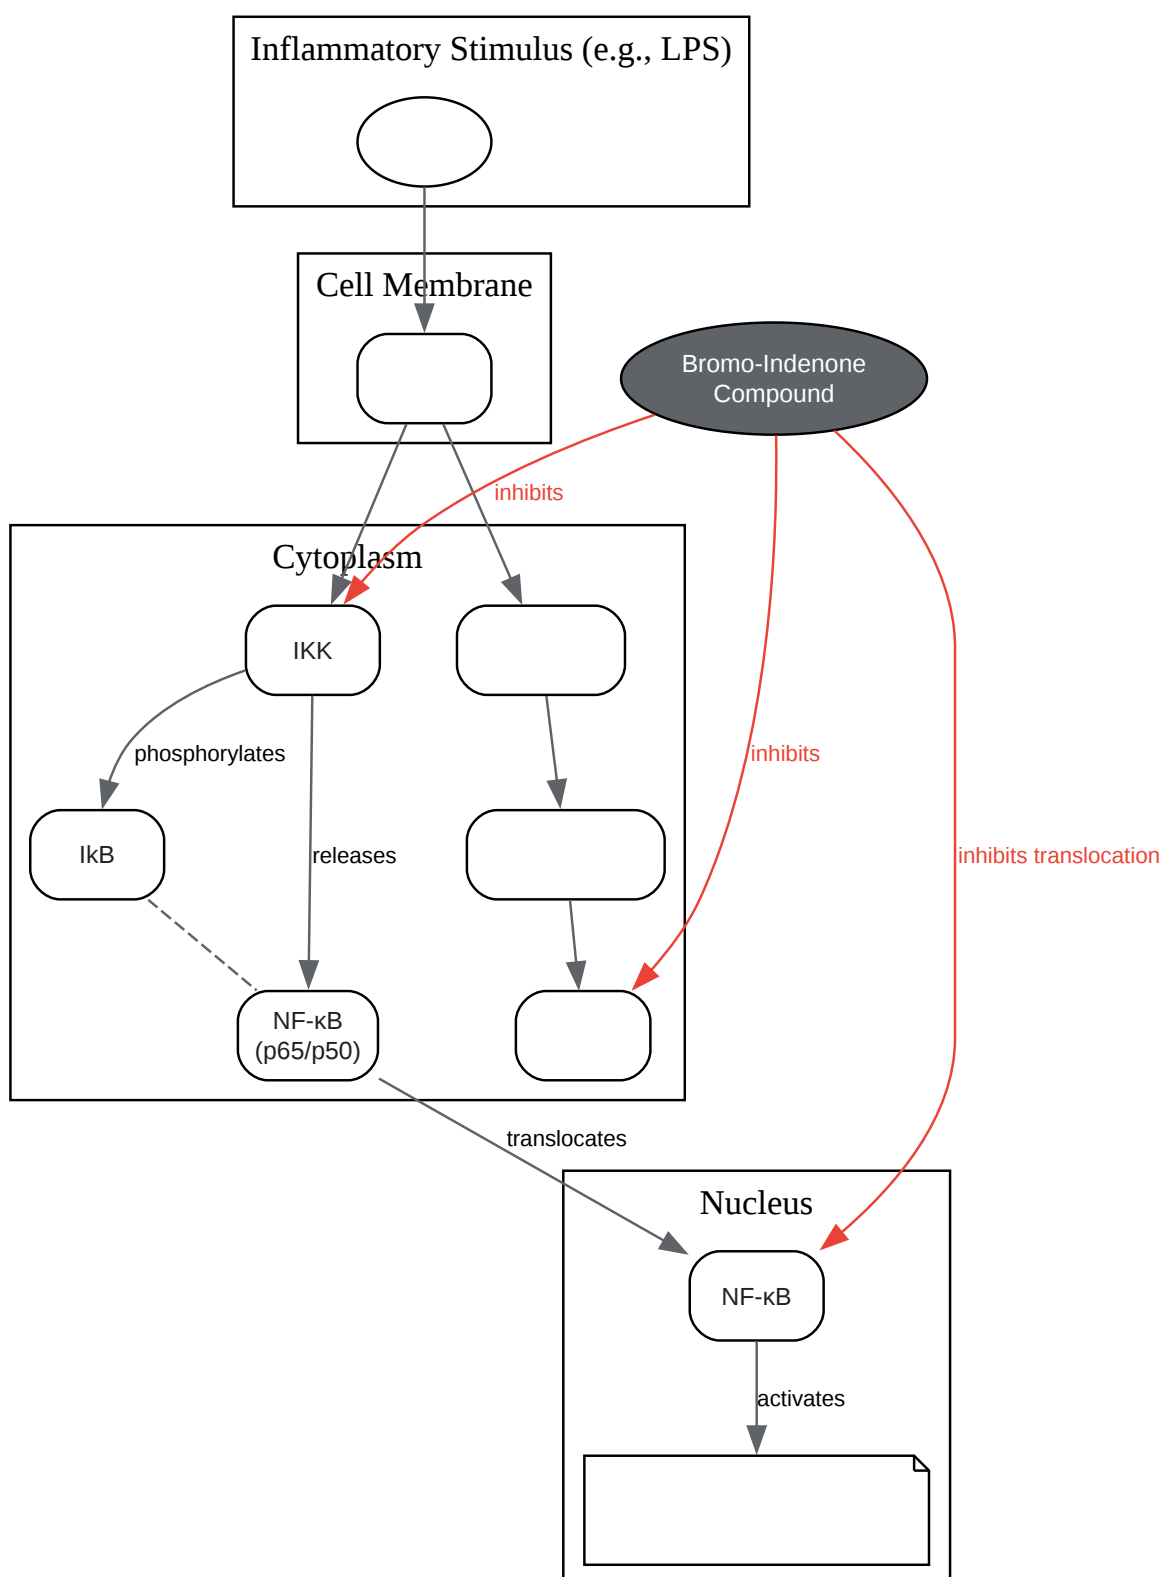 Inflammatory Stimulus (e.g., LPS)
Cell Membrane
Bromo-Indenone
Compound
inhibits
Cytoplasm
IKK
phosphorylates
inhibits
IkB
releases
inhibits translocation
NF-κB
(p65/p50)
translocates
Nucleus
NF-κB
activates